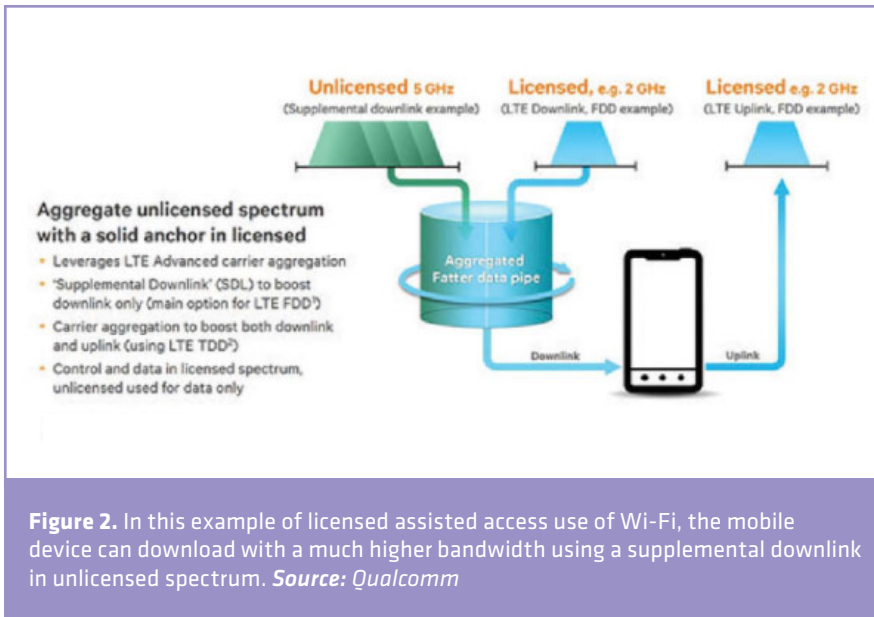 Unlicensed 5 GHz
(Supplemental downlink example)
Licensed, e.g. 2 GHz
(LTE Downlink, FDD example)
Licensed e.g. 2 GHz
(LTE Uplink, FDD example)
Aggregate unlicensed spectrum
with a solid anchor in licensed
• Leverages LTE Advanced carrier aggregation
• 'Supplemental Downlink' (SDL) to boost
downlink only (main option for LTE FDD¹)
• Carrier aggregation to boost both downlink
and uplink (using LTE TDD²)
• Control and data in licensed spectrum,
unlicensed used for data only
Aggregated
Fatter data pipe
Downlink
Uplink
Figure 2. In this example of licensed assisted access use of Wi-Fi, the mobile
device can download with a much higher bandwidth using a supplemental downlink
in unlicensed spectrum. Source: Qualcomm